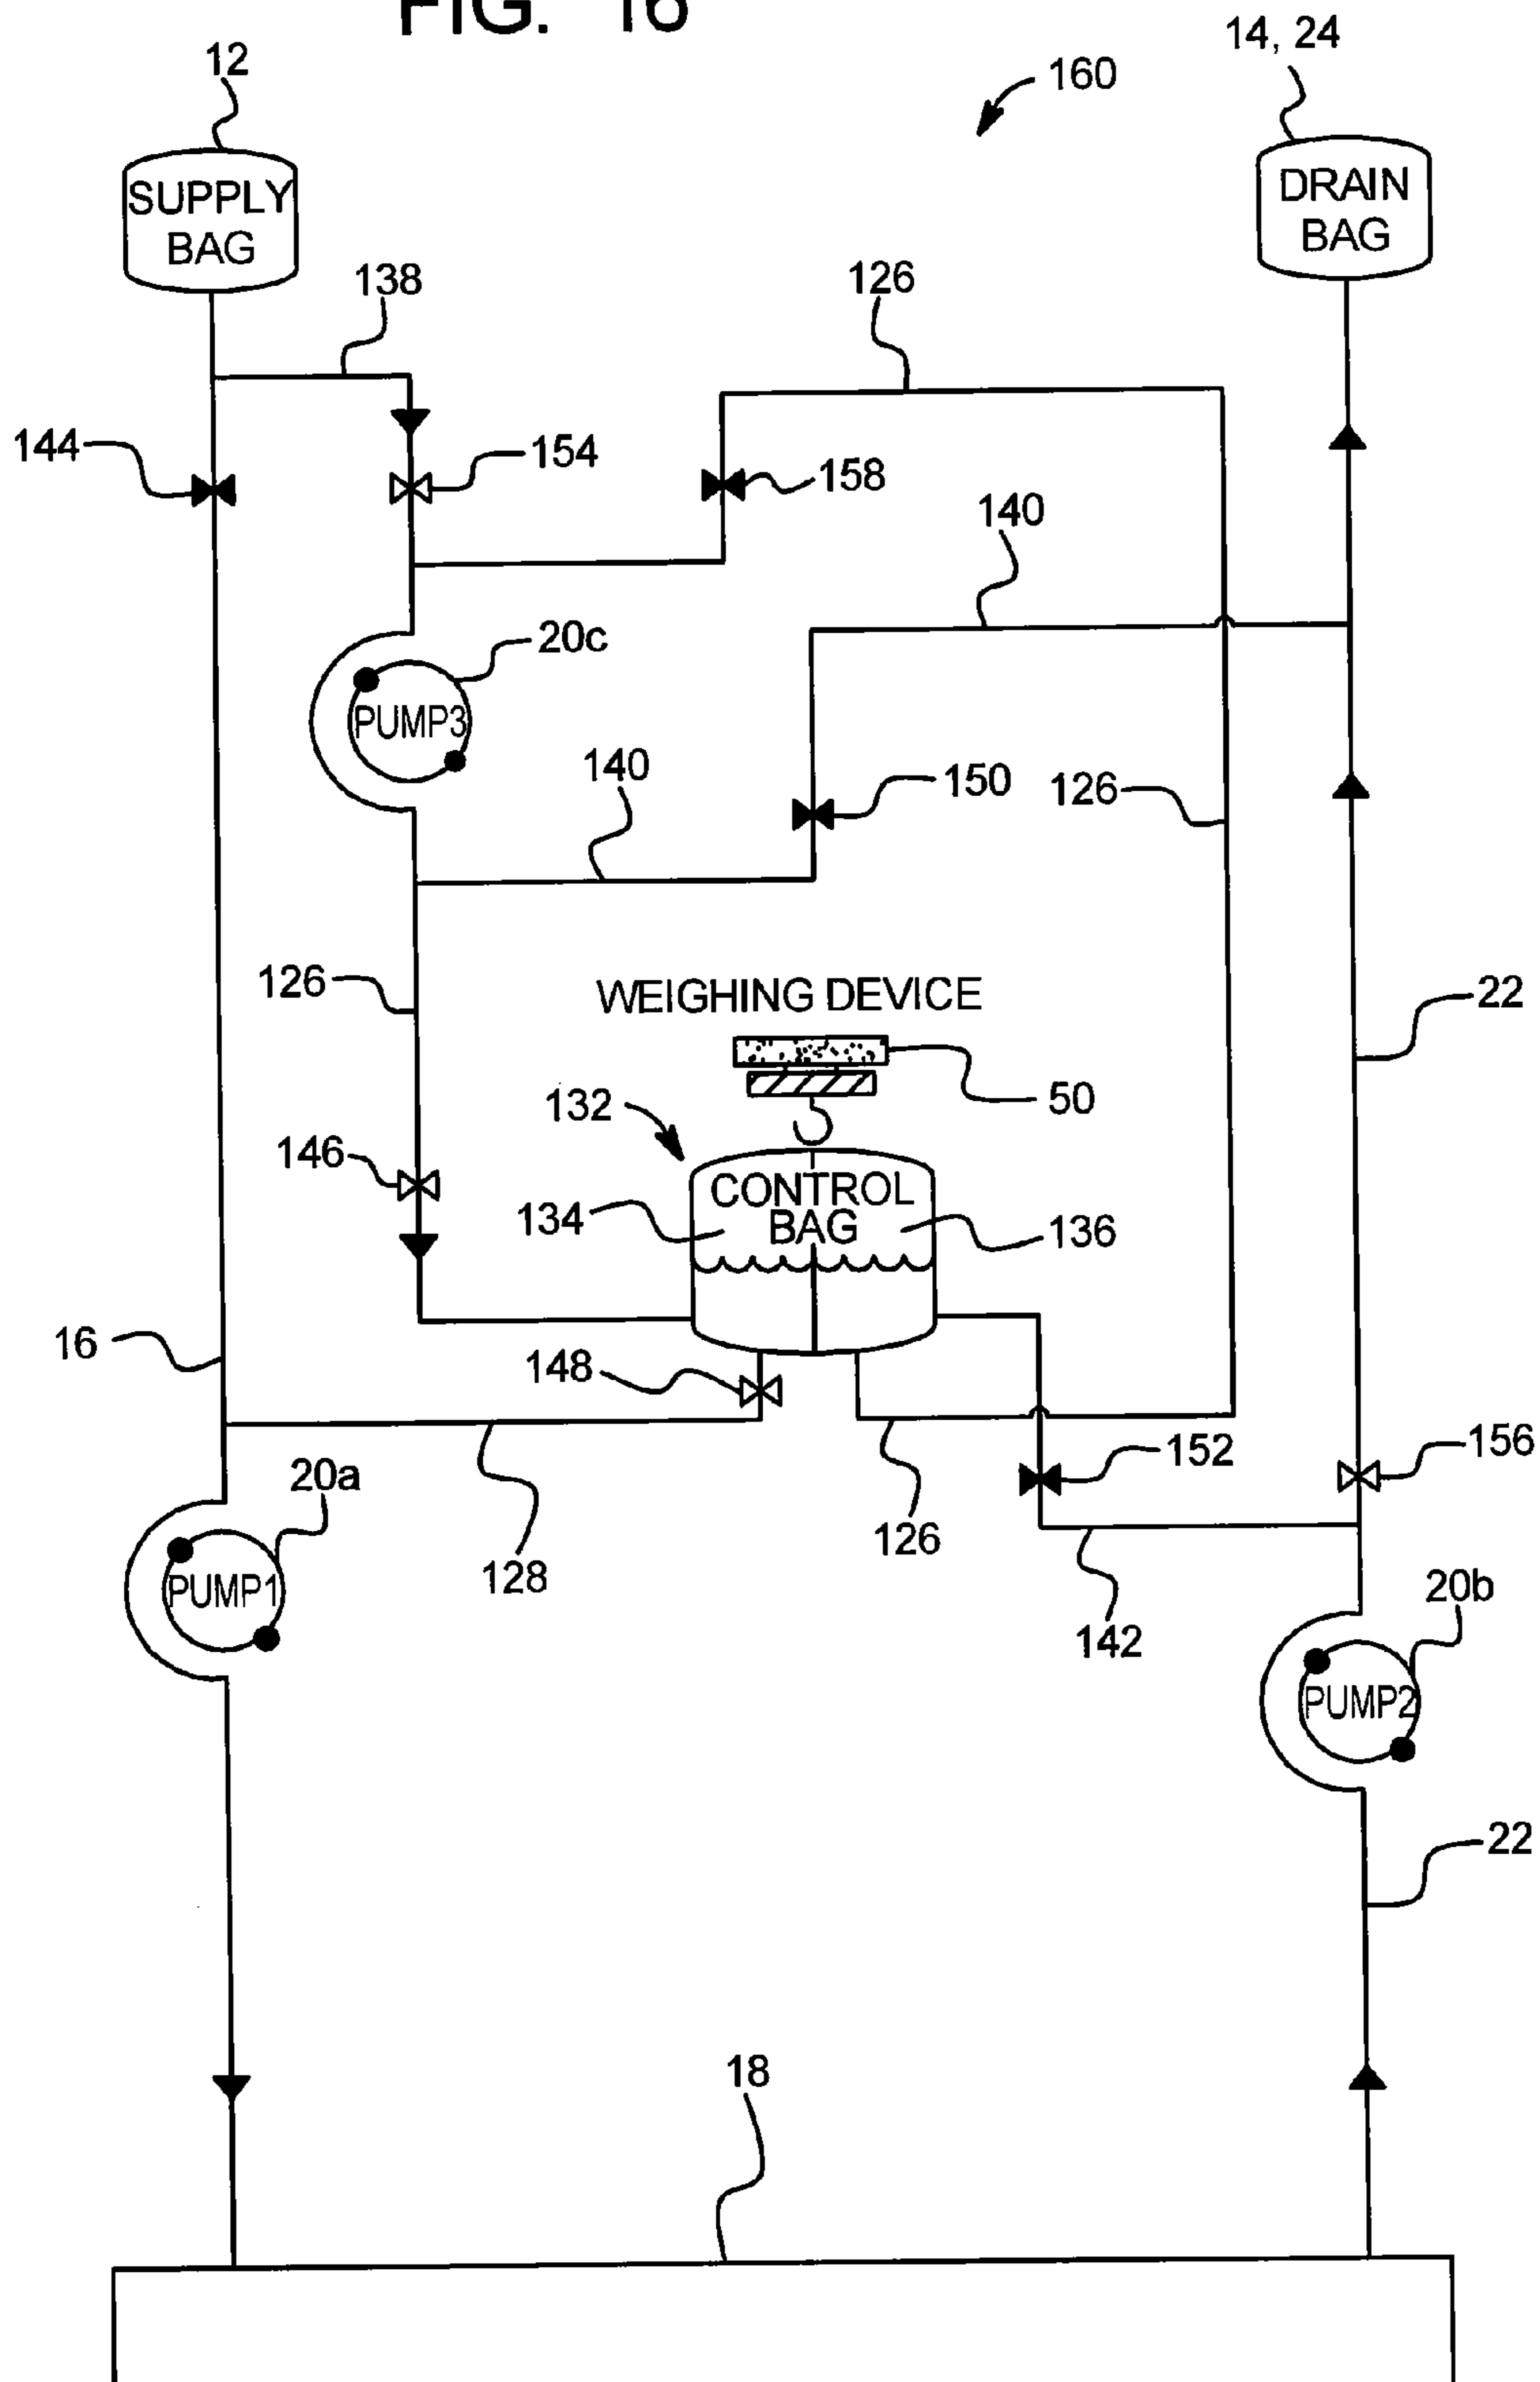 FIG. 16
12
14, 24
160
SUPPLY
BAG
DRAIN
BAG
138
126
144
154
158
140
20c
PUMP3
140
150
126
126
WEIGHING DEVICE
22
50
132
146
CONTROL
BAG
134
136
16
148
152
156
20a
126
128
PUMP1
142
20b
PUMP2
22
18